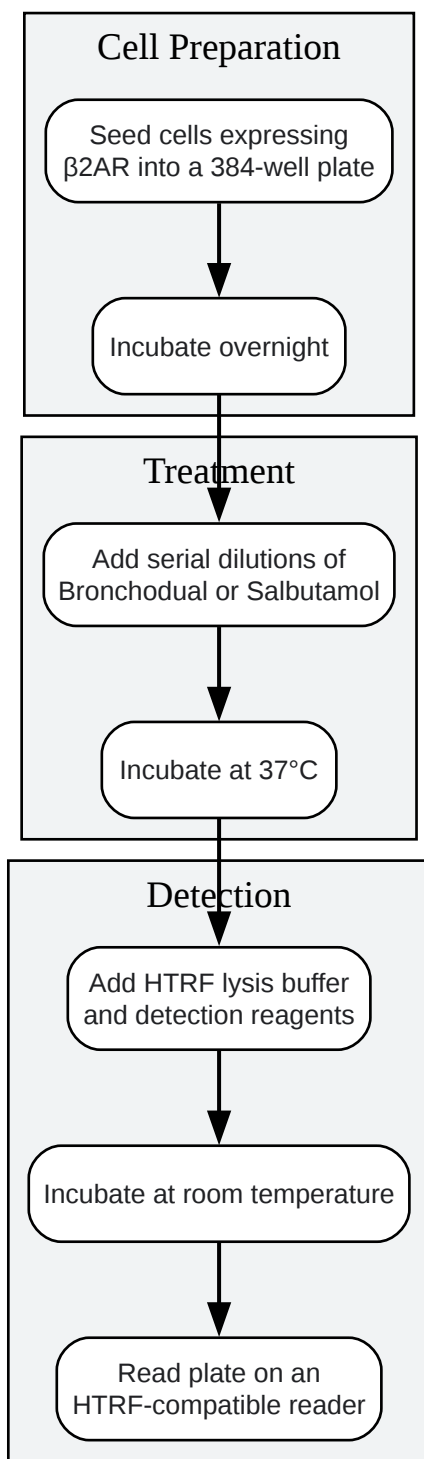 Cell Preparation
Seed cells expressing
β2AR into a 384-well plate
Incubate overnight
Treatment
Add serial dilutions of
Bronchodual or Salbutamol
Incubate at 37°C
Detection
Add HTRF lysis buffer
and detection reagents
Incubate at room temperature
Read plate on an
HTRF-compatible reader